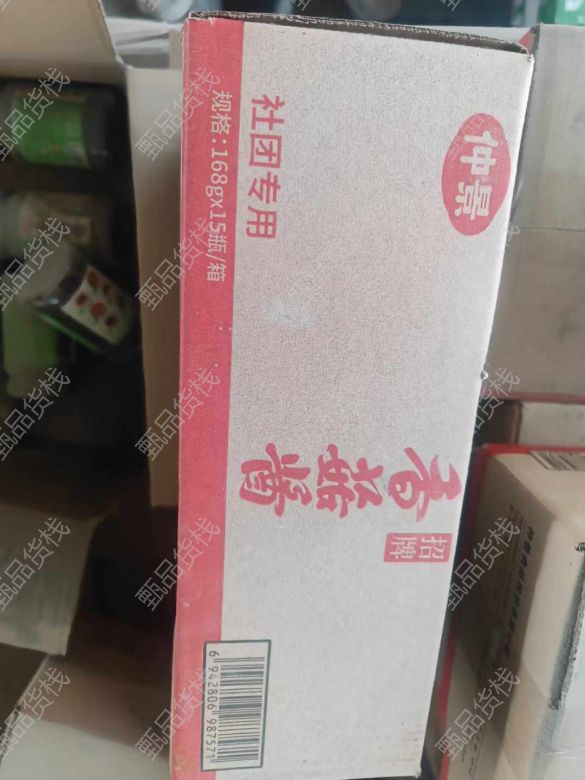 仲景
招牌
香菇酱
社团专用
规格:168gx15瓶/箱
6 942806 987571
甄品货栈